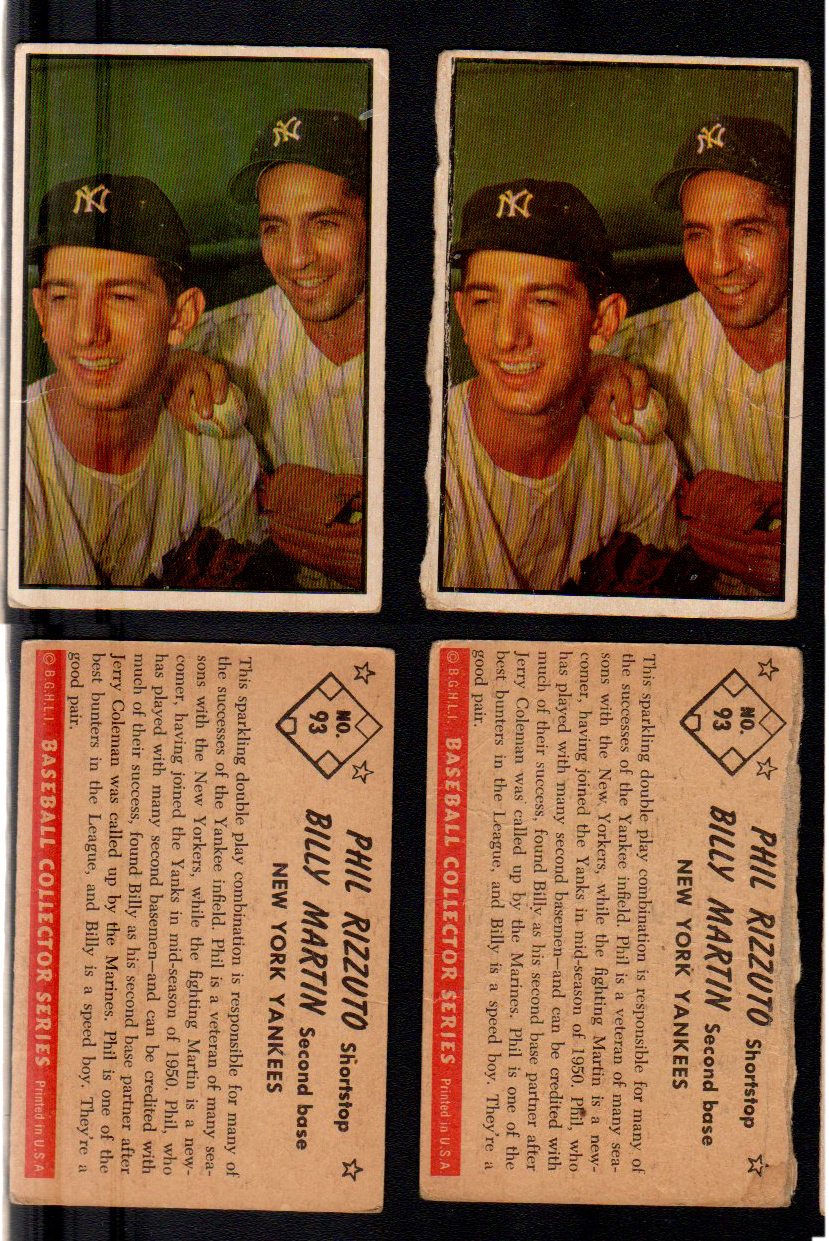 NY
NY
NY
NY
NO.
93
PHIL RIZZUTO Shortstop
BILLY MARTIN Second base
NEW YORK YANKEES
This sparkling double play combination is responsible for many of
the successes of the Yankee infield. Phil is a veteran of many sea-
sons with the New Yorkers, while the fighting Martin is a new-
comer, having joined the Yanks in mid-season of 1950. Phil, who
has played with many second basemen—and can be credited with
much of their success, found Billy as his second base partner after
Jerry Coleman was called up by the Marines. Phil is one of the
best bunters in the League, and Billy is a speed boy. They're a
good pair.
© B.G.H.L.I. BASEBALL COLLECTOR SERIES Printed in U.S.A
NO.
93
PHIL RIZZUTO Shortstop
BILLY MARTIN Second base
NEW YORK YANKEES
This sparkling double play combination is responsible for many of
the successes of the Yankee infield. Phil is a veteran of many sea-
sons with the New Yorkers, while the fighting Martin is a new-
comer, having joined the Yanks in mid-season of 1950. Phil, who
has played with many second basemen—and can be credited with
much of their success, found Billy as his second base partner after
Jerry Coleman was called up by the Marines. Phil is one of the
best bunters in the League, and Billy is a speed boy. They're a
good pair.
© B.G.H.L.I. BASEBALL COLLECTOR SERIES Printed in U.S.A